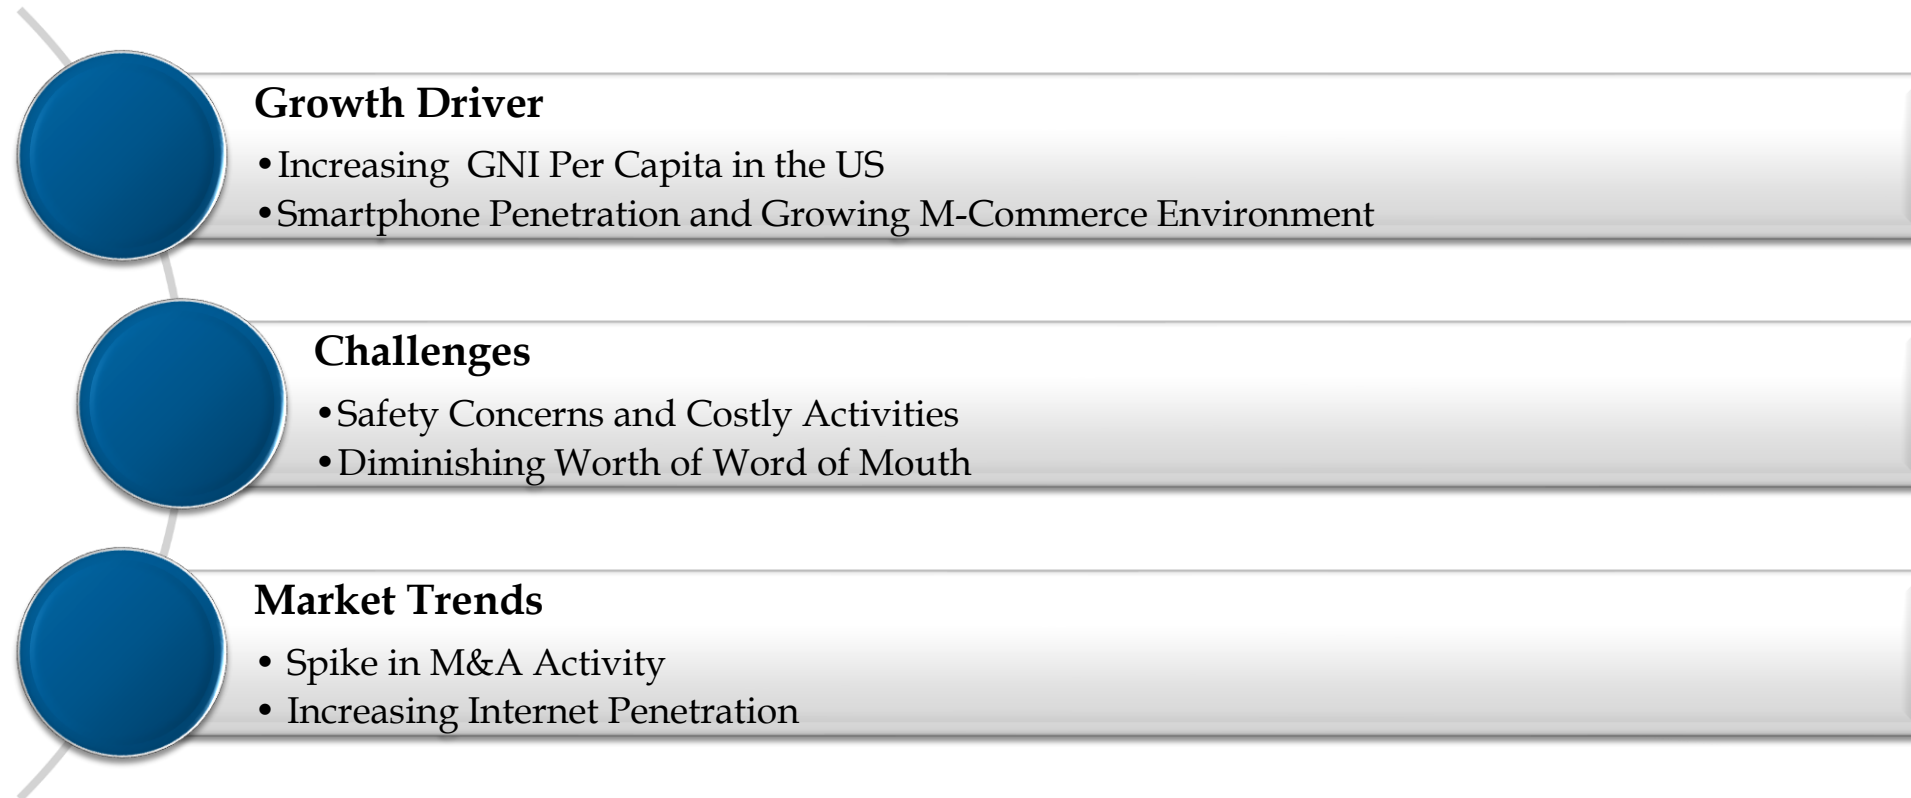 Growth Driver
•Increasing  GNI Per Capita in the US
•Smartphone Penetration and Growing M-Commerce Environment
Challenges
•Safety Concerns and Costly Activities
•Diminishing Worth of Word of Mouth
Market Trends
• Spike in M&A Activity
• Increasing Internet Penetration